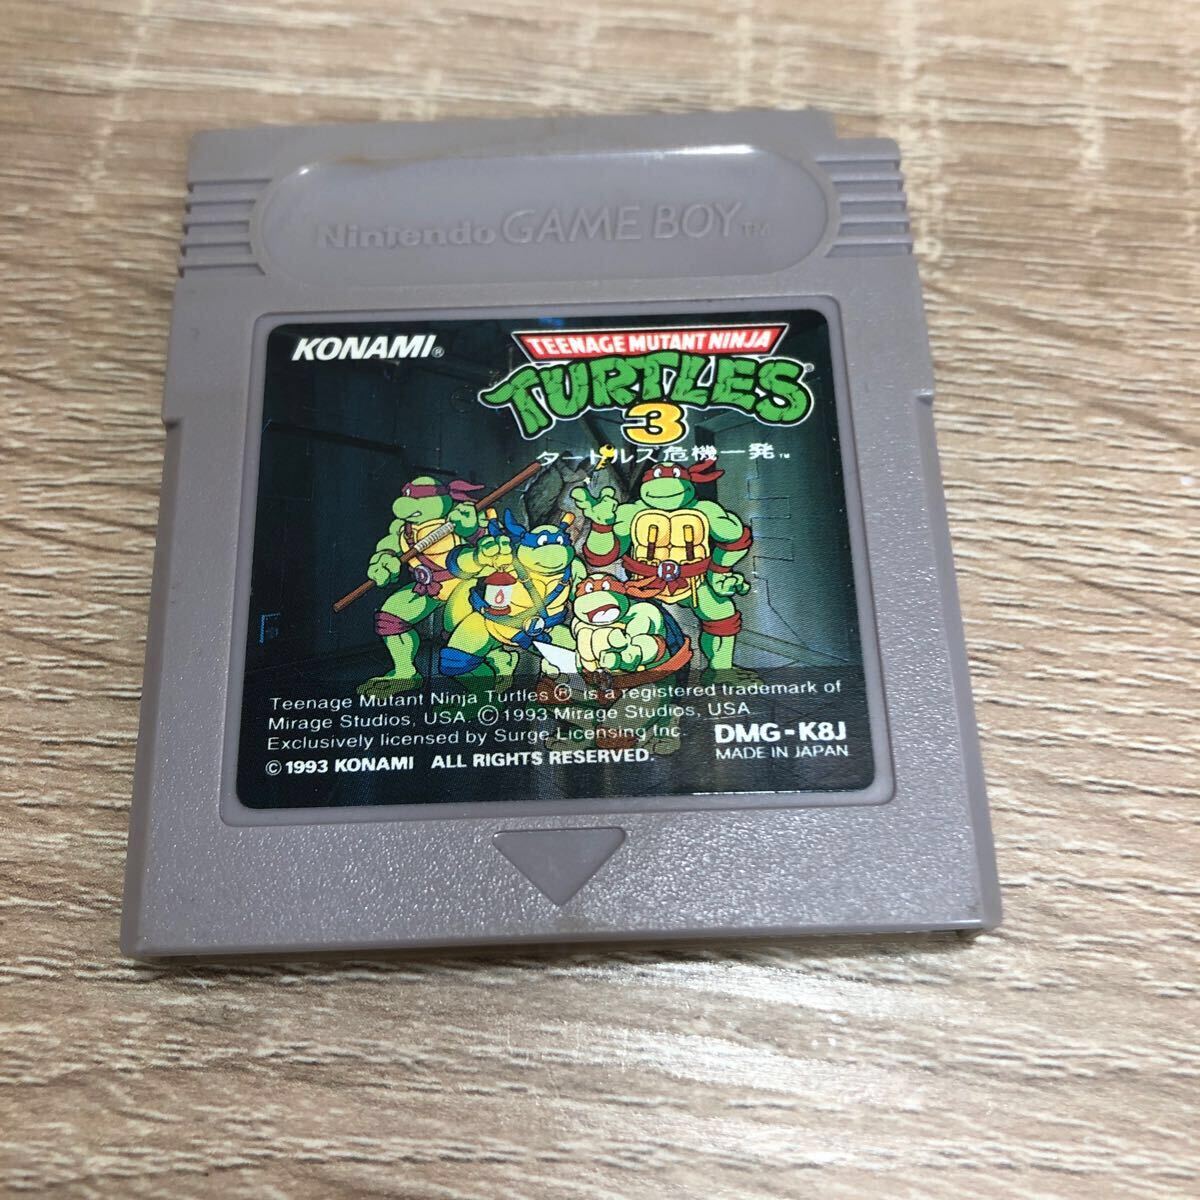 Nintendo GAME BOY TM
KONAMI®
TEENAGE MUTANT NINJA
TURTLES®
3
タートルズ危機一発 TM
D
R
Teenage Mutant Ninja Turtles® is a registered trademark of
Mirage Studios, USA. ©1993 Mirage Studios, USA
Exclusively licensed by Surge Licensing Inc.
©1993 KONAMI ALL RIGHTS RESERVED.
DMG-K8J
MADE IN JAPAN